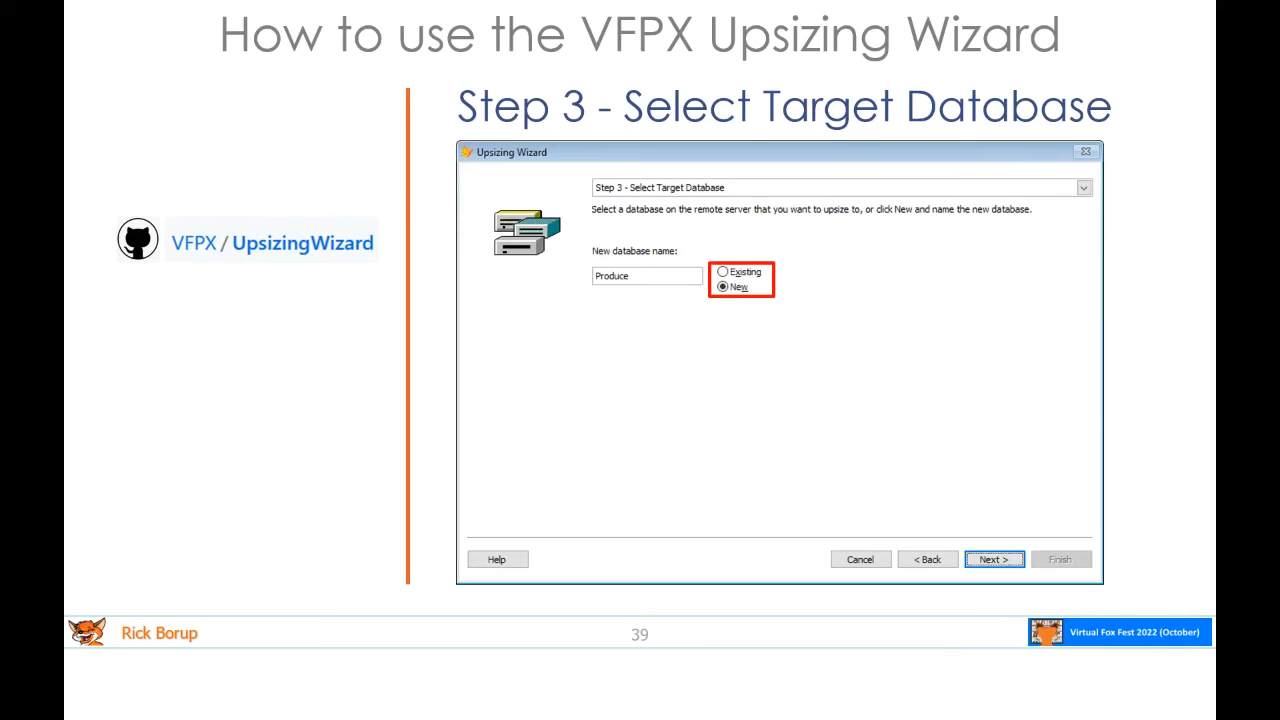 How to use the VFPX Upsizing Wizard
Step 3 - Select Target Database
VFPX / UpsizingWizard
Upsizing Wizard
Step 3 - Select Target Database
Select a database on the remote server that you want to upsize to, or click New and name the new database.
New database name:
Produce
Existing
New
Help
Cancel
< Back
Next >
Finish
Rick Borup
39
Virtual Fox Fest 2022 (October)